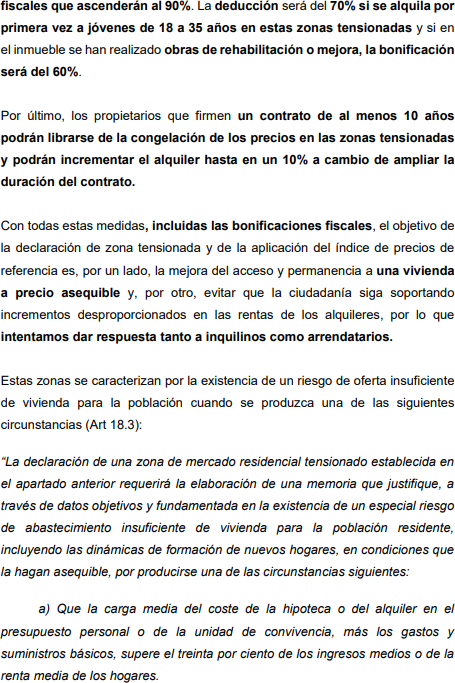 fiscales que ascenderán al 90%. La deducción será del 70% si se alquila por
primera vez a jóvenes de 18 a 35 años en estas zonas tensionadas y si en
el inmueble se han realizado obras de rehabilitación o mejora, la bonificación
será del 60%.
Por último, los propietarios que firmen un contrato de al menos 10 años
podrán librarse de la congelación de los precios en las zonas tensionadas
y podrán incrementar el alquiler hasta en un 10% a cambio de ampliar la
duración del contrato.
Con todas estas medidas, incluidas las bonificaciones fiscales, el objetivo de
la declaración de zona tensionada y de la aplicación del índice de precios de
referencia es, por un lado, la mejora del acceso y permanencia a una vivienda
a precio asequible y, por otro, evitar que la ciudadanía siga soportando
incrementos desproporcionados en las rentas de los alquileres, por lo que
intentamos dar respuesta tanto a inquilinos como arrendatarios.
Estas zonas se caracterizan por la existencia de un riesgo de oferta insuficiente
de vivienda para la población cuando se produzca una de las siguientes
circunstancias (Art 18.3):
“La declaración de una zona de mercado residencial tensionado establecida en
el apartado anterior requerirá la elaboración de una memoria que justifique, a
través de datos objetivos y fundamentada en la existencia de un especial riesgo
de abastecimiento insuficiente de vivienda para la población residente,
incluyendo las dinámicas de formación de nuevos hogares, en condiciones que
la hagan asequible, por producirse una de las circunstancias siguientes:
a) Que la carga media del coste de la hipoteca o del alquiler en el
presupuesto personal o de la unidad de convivencia, más los gastos y
suministros básicos, supere el treinta por ciento de los ingresos medios o de la
renta media de los hogares.